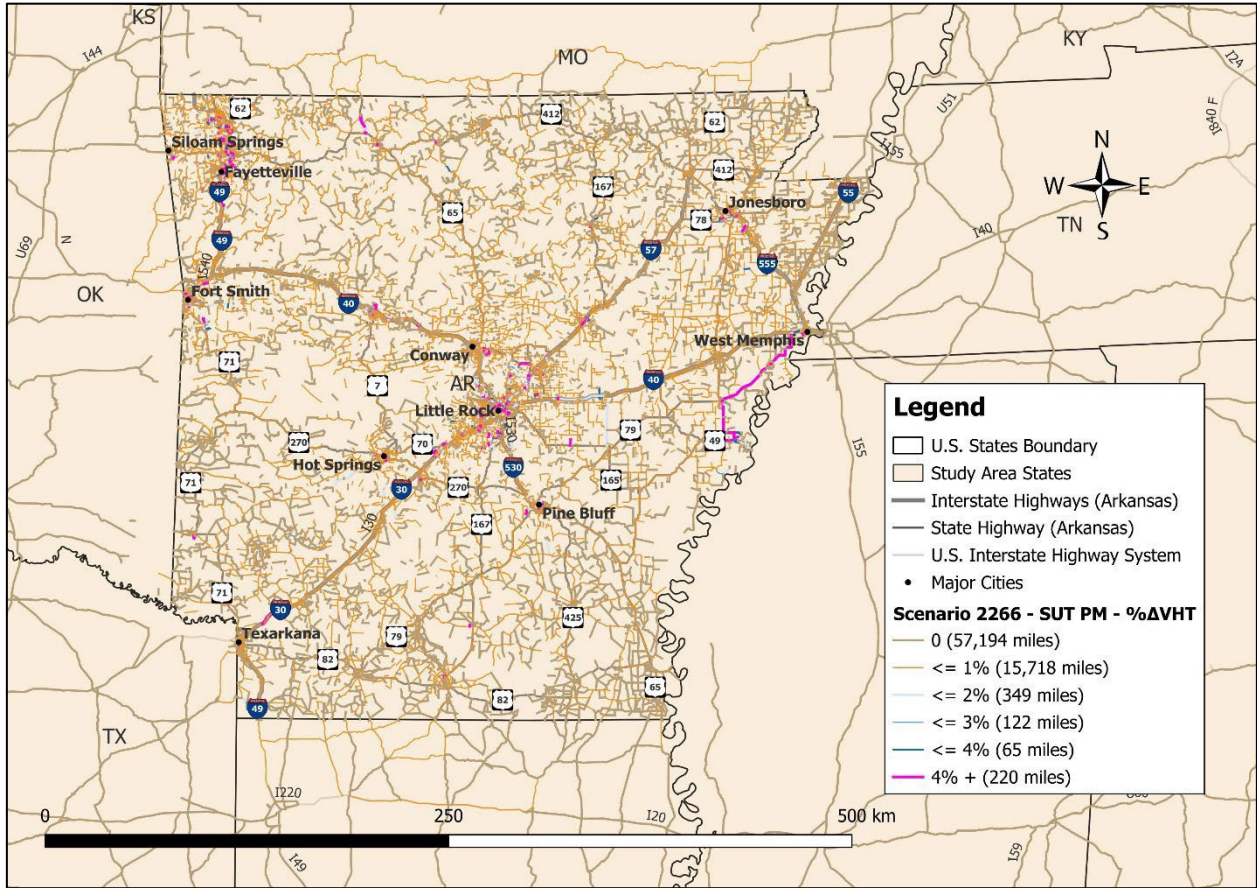 KS
I44
MO
KY
I24
I840 F
U51
62
412
62
Siloam Springs
I155
Fayetteville
412
N
49
167
55
W E
65
78
Jonesboro
I40
TN
S
U69
N
49
57
555
I540
OK
Fort Smith
40
West Memphis
Conway
71
7
AR
40
Little Rock
I530
79
49
270
70
Hot Springs
530
I55
71
30
270
165
Pine Bluff
I30
167
71
30
425
Texarkana
79
82
65
49
82
TX
I220
I20
0 250 500 km
I49
I59
Legend
U.S. States Boundary
Study Area States
Interstate Highways (Arkansas)
State Highway (Arkansas)
U.S. Interstate Highway System
Major Cities
Scenario 2266 - SUT PM - %ΔVHT
0 (57,194 miles)
<= 1% (15,718 miles)
<= 2% (349 miles)
<= 3% (122 miles)
<= 4% (65 miles)
4% + (220 miles)